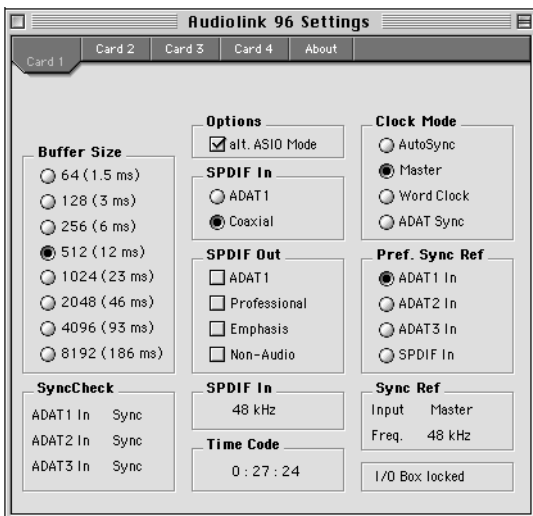 Audiolink 96 Settings
Card 1
Card 2
Card 3
Card 4
About
Buffer Size
64 (1.5 ms)
128 (3 ms)
256 (6 ms)
512 (12 ms)
1024 (23 ms)
2048 (46 ms)
4096 (93 ms)
8192 (186 ms)
SyncCheck
ADAT1 In Sync
ADAT2 In Sync
ADAT3 In Sync
Options
alt. ASIO Mode
SPDIF In
ADAT1
Coaxial
SPDIF Out
ADAT1
Professional
Emphasis
Non-Audio
SPDIF In
48 kHz
Time Code
0 : 27 : 24
Clock Mode
AutoSync
Master
Word Clock
ADAT Sync
Pref. Sync Ref
ADAT1 In
ADAT2 In
ADAT3 In
SPDIF In
Sync Ref
Input Master
Freq. 48 kHz
I/O Box locked